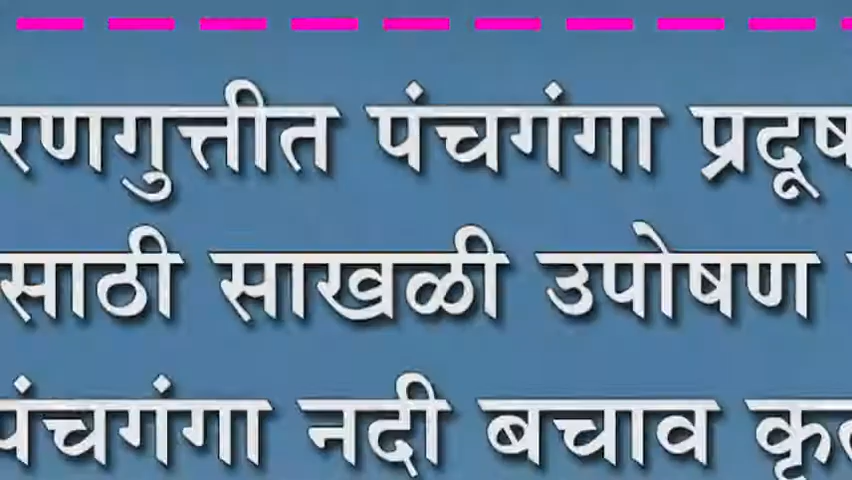 रणगुत्तीत पंचगंगा प्रदूष
साठी साखळी उपोषण
पंचगंगा नदी बचाव कृ